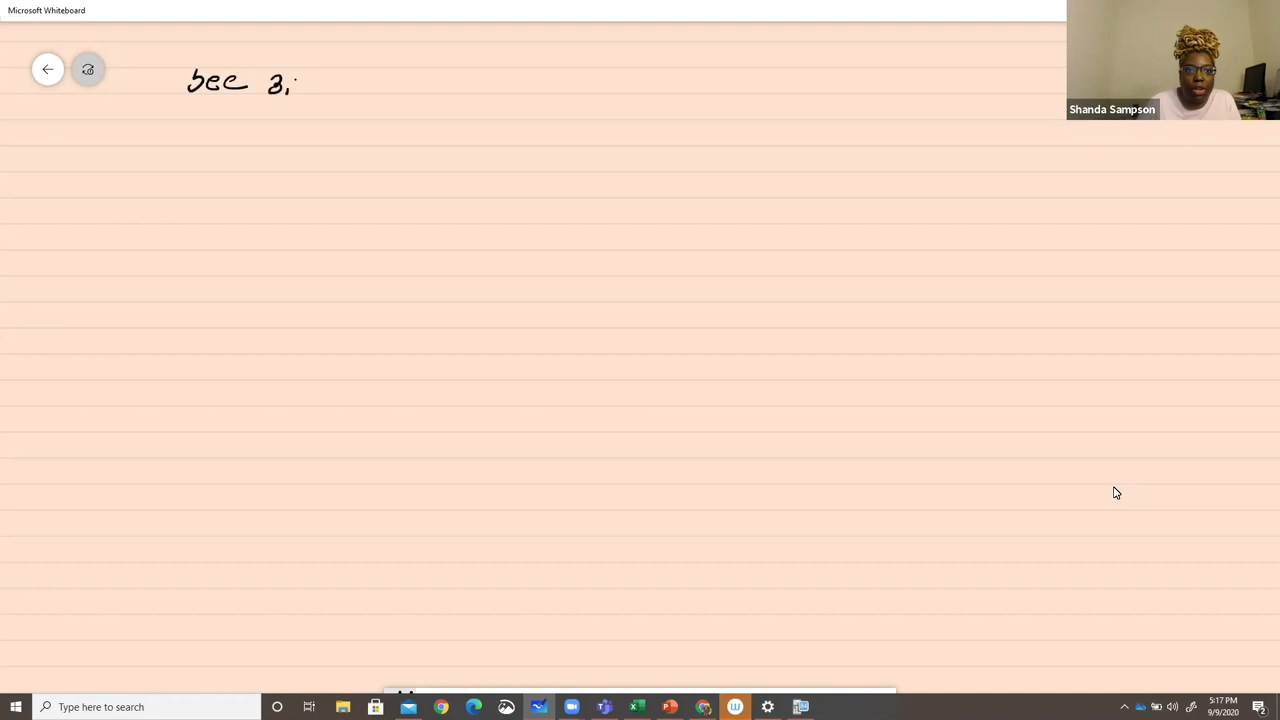 Microsoft Whiteboard
Sec 3.
Shanda Sampson
Type here to search
5:17 PM
9/9/2020